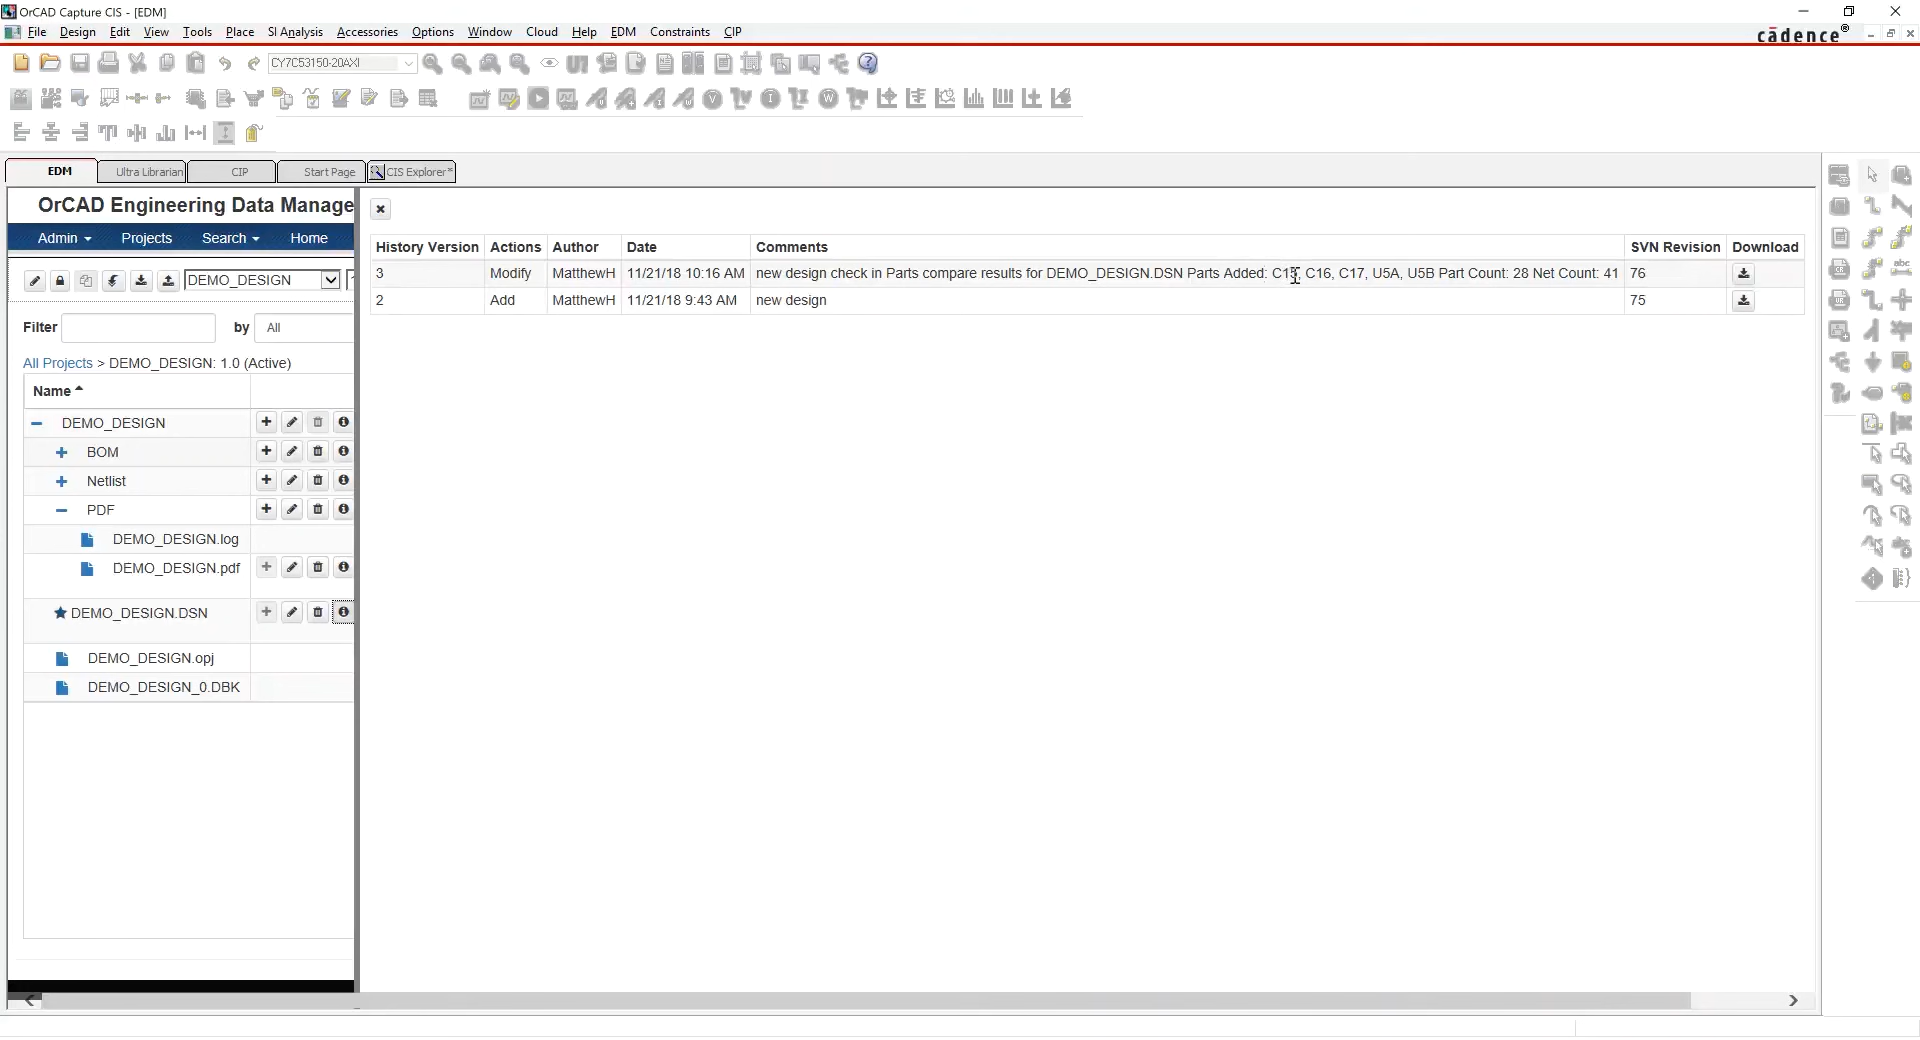 OrCAD Capture CIS - [EDM]
File Design Edit View Tools Place SI Analysis Accessories Options Window Cloud Help EDM Constraints CIP
cādence®
CY7C53150-20AXI
EDM Ultra Librarian CIP Start Page CIS Explorer*
OrCAD Engineering Data Manage
Admin Projects Search Home
DEMO_DESIGN
Filter by All
All Projects > DEMO_DESIGN: 1.0 (Active)
Name
DEMO_DESIGN
BOM
Netlist
PDF
DEMO_DESIGN.log
DEMO_DESIGN.pdf
DEMO_DESIGN.DSN
DEMO_DESIGN.opj
DEMO_DESIGN_0.DBK
History Version Actions Author Date Comments SVN Revision Download
3 Modify MatthewH 11/21/18 10:16 AM new design check in Parts compare results for DEMO_DESIGN.DSN Parts Added: C15, C16, C17, U5A, U5B Part Count: 28 Net Count: 41 76
2 Add MatthewH 11/21/18 9:43 AM new design 75